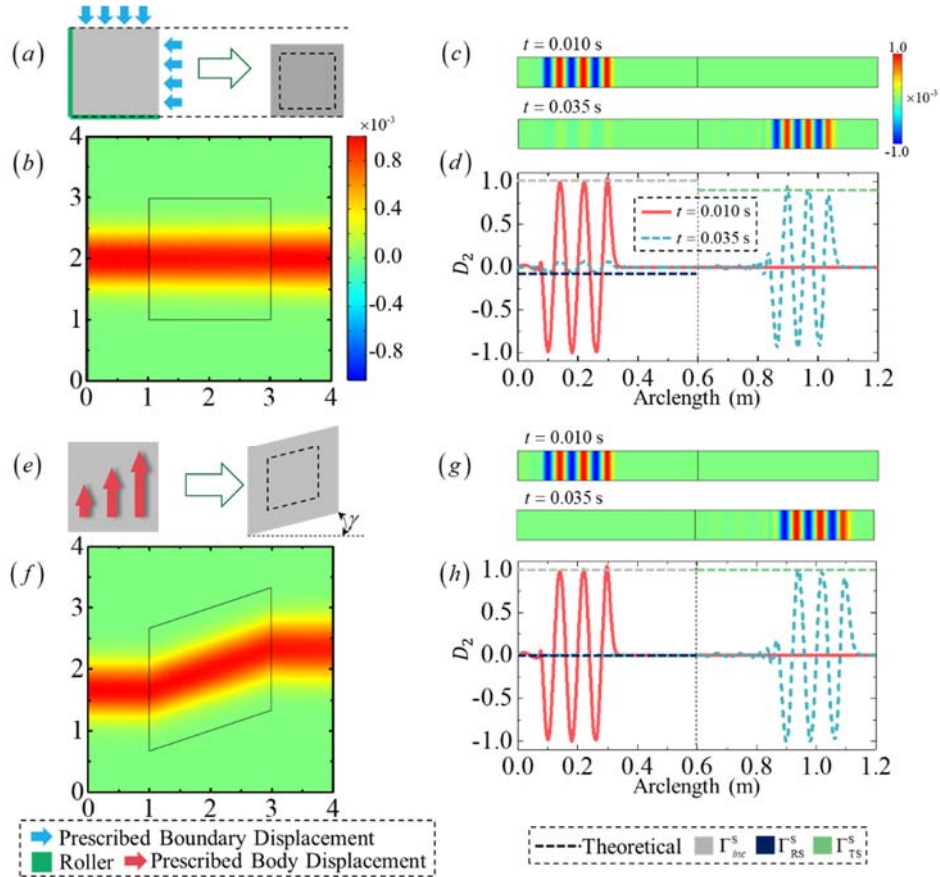 (a)
(b)
×10⁻³
0.8
0.4
0.0
-0.4
-0.8
4
3
2
1
0
0 1 2 3 4
(c)
t = 0.010 s
t = 0.035 s
1.0
×10⁻³
-1.0
(d)
D₂
1.0
0.5
0.0
-0.5
-1.0
t = 0.010 s
t = 0.035 s
0.0 0.2 0.4 0.6 0.8 1.0 1.2
Arclength (m)
(e)
γ
(f)
4
3
2
1
0
0 1 2 3 4
(g)
t = 0.010 s
t = 0.035 s
(h)
D₂
1.0
0.5
0.0
-0.5
-1.0
0.0 0.2 0.4 0.6 0.8 1.0 1.2
Arclength (m)
Prescribed Boundary Displacement
Roller Prescribed Body Displacement
Theoretical Γˢ_inc Γˢ_RS Γˢ_TS